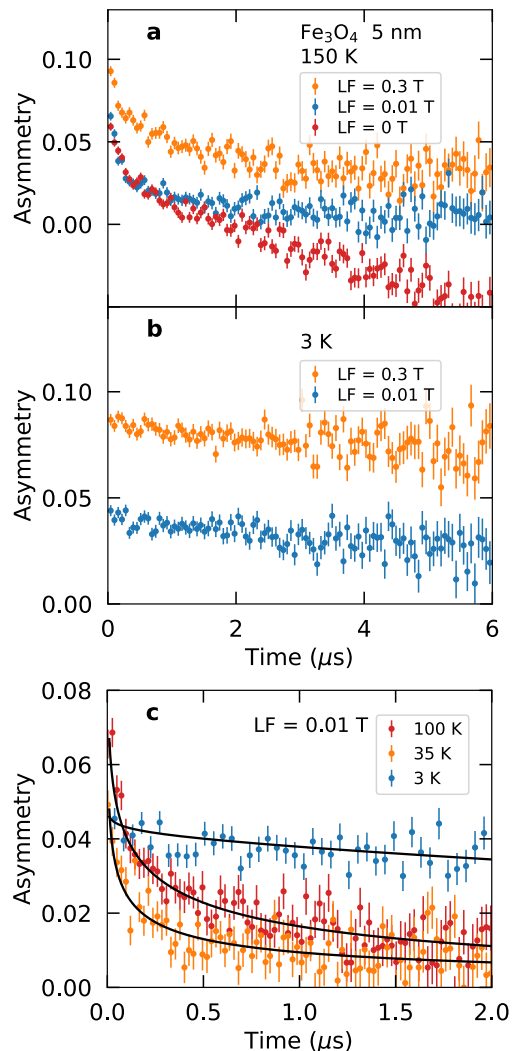 a
Fe₃O₄ 5 nm
150 K
LF = 0.3 T
LF = 0.01 T
LF = 0 T
0.10
0.05
0.00
Asymmetry
b
3 K
LF = 0.3 T
LF = 0.01 T
0.10
0.05
0.00
Asymmetry
0
2
4
6
Time (μs)
c
LF = 0.01 T
100 K
35 K
3 K
0.08
0.06
0.04
0.02
0.00
Asymmetry
0.0
0.5
1.0
1.5
2.0
Time (μs)